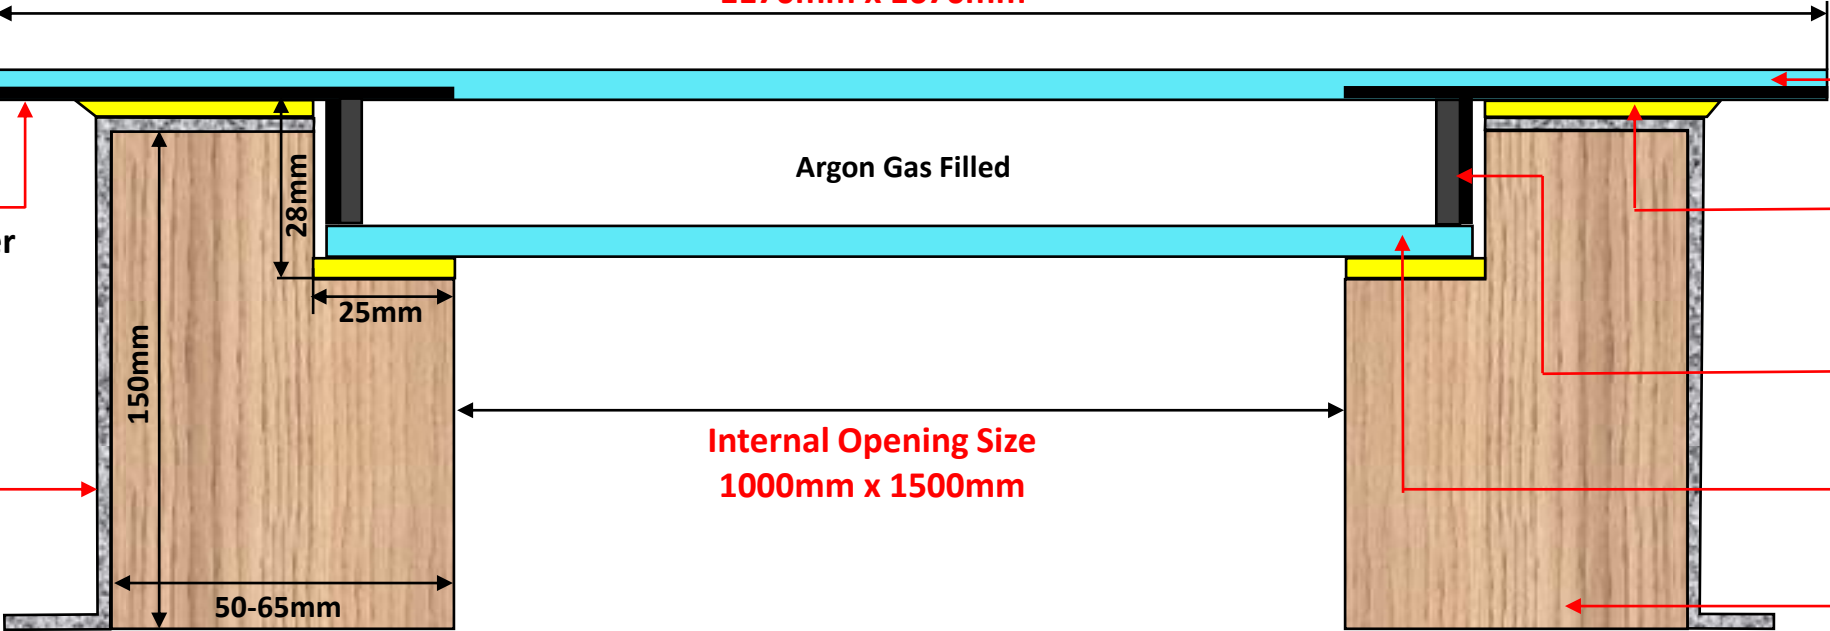 Argon Gas Filled
28mm
25mm
150mm
Internal Opening Size
1000mm x 1500mm
50-65mm